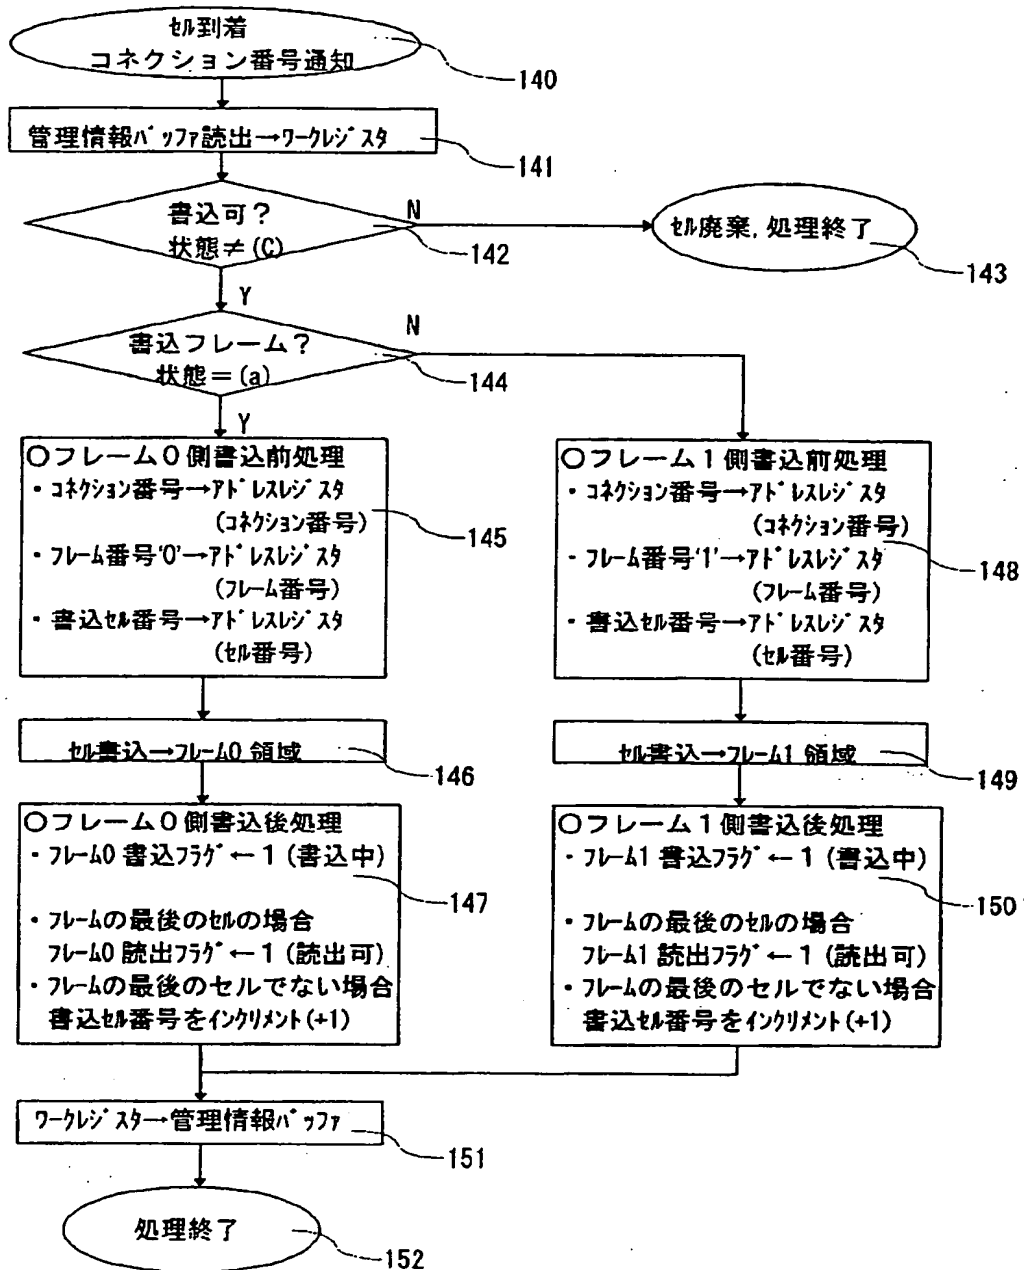 ｾﾙ到着
コネクション番号通知
140
管理情報ﾊﾞｯﾌｧ読出→ﾜｰｸﾚｼﾞｽﾀ
141
書込可?
状態≠(C)
N
142
ｾﾙ廃棄,処理終了
143
Y
書込フレーム?
状態=(a)
N
144
Y
○フレーム0側書込前処理
・ｺﾈｸｼｮﾝ番号→ｱﾄﾞﾚｽﾚｼﾞｽﾀ
(ｺﾈｸｼｮﾝ番号)
・ﾌﾚｰﾑ番号'0'→ｱﾄﾞﾚｽﾚｼﾞｽﾀ
(ﾌﾚｰﾑ番号)
・書込ｾﾙ番号→ｱﾄﾞﾚｽﾚｼﾞｽﾀ
(ｾﾙ番号)
145
○フレーム1側書込前処理
・ｺﾈｸｼｮﾝ番号→ｱﾄﾞﾚｽﾚｼﾞｽﾀ
(ｺﾈｸｼｮﾝ番号)
・ﾌﾚｰﾑ番号'1'→ｱﾄﾞﾚｽﾚｼﾞｽﾀ
(ﾌﾚｰﾑ番号)
・書込ｾﾙ番号→ｱﾄﾞﾚｽﾚｼﾞｽﾀ
(ｾﾙ番号)
148
ｾﾙ書込→ﾌﾚｰﾑ0 領域
146
ｾﾙ書込→ﾌﾚｰﾑ1 領域
149
○フレーム0側書込後処理
・ﾌﾚｰﾑ0 書込ﾌﾗｸﾞ←1(書込中)
・ﾌﾚｰﾑの最後のｾﾙの場合
ﾌﾚｰﾑ0 読出ﾌﾗｸﾞ←1(読出可)
・ﾌﾚｰﾑの最後のセルでない場合
書込ｾﾙ番号をｲﾝｸﾘﾒﾝﾄ(+1)
147
○フレーム1側書込後処理
・ﾌﾚｰﾑ1 書込ﾌﾗｸﾞ←1(書込中)
・ﾌﾚｰﾑの最後のｾﾙの場合
ﾌﾚｰﾑ1 読出ﾌﾗｸﾞ←1(読出可)
・ﾌﾚｰﾑの最後のセルでない場合
書込ｾﾙ番号をｲﾝｸﾘﾒﾝﾄ(+1)
150
ﾜｰｸﾚｼﾞｽﾀ→管理情報ﾊﾞｯﾌｧ
151
処理終了
152